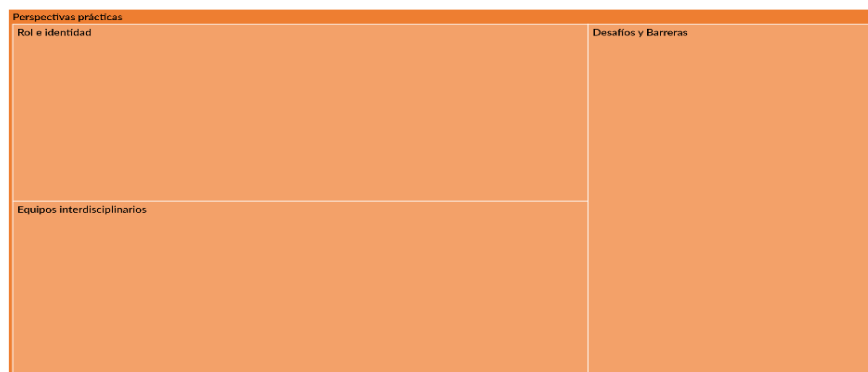 Perspectivas prácticas
Rol e identidad
Desafíos y Barreras
Equipos interdisciplinarios